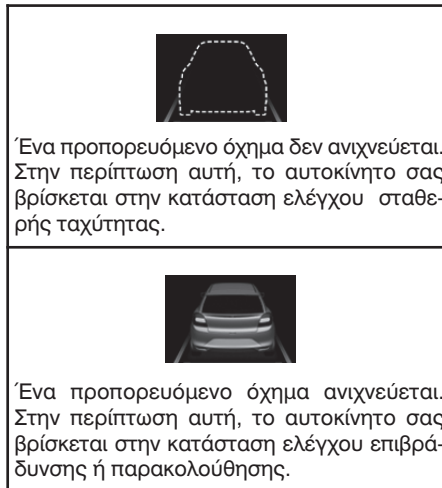 Ένα προπορευόμενο όχημα δεν ανιχνεύεται.
Στην περίπτωση αυτή, το αυτοκίνητο σας
βρίσκεται στην κατάσταση ελέγχου σταθε-
ρής ταχύτητας.
Ένα προπορευόμενο όχημα ανιχνεύεται.
Στην περίπτωση αυτή, το αυτοκίνητο σας
βρίσκεται στην κατάσταση ελέγχου επιβρά-
δυνσης ή παρακολούθησης.